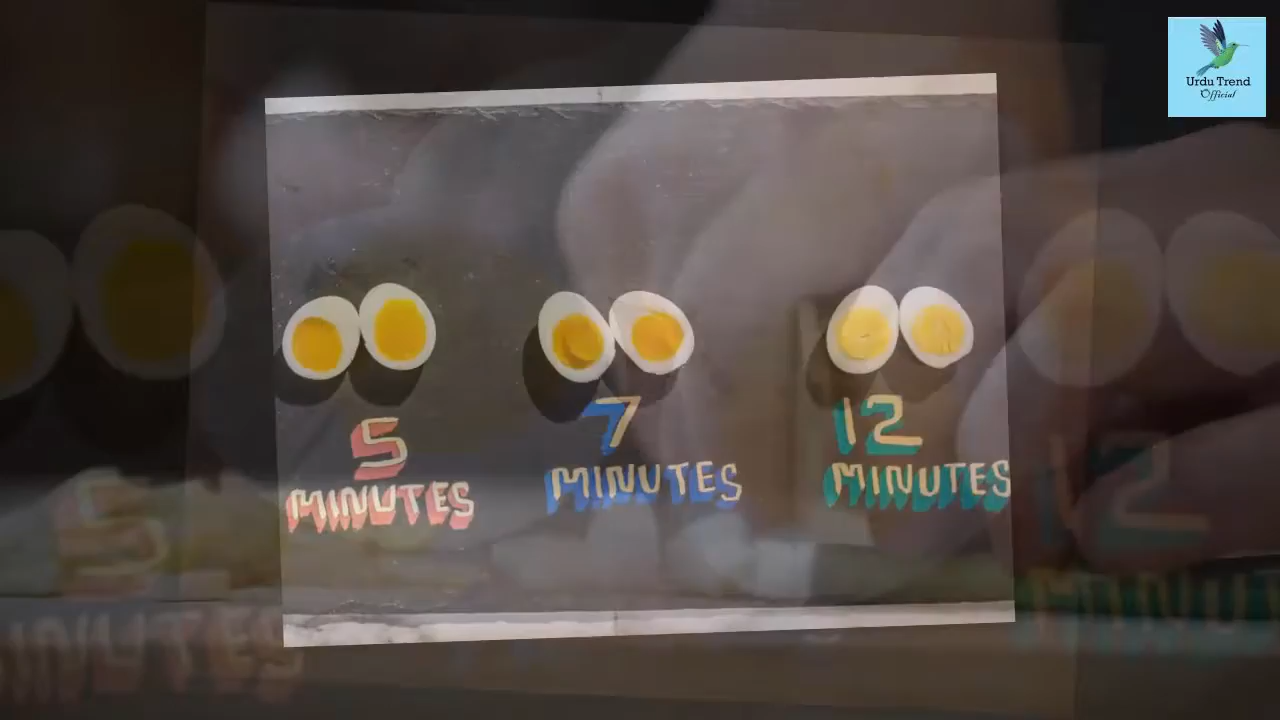 Urdu Trend
Official
5
MINUTES
7
MINUTES
12
MINUTES